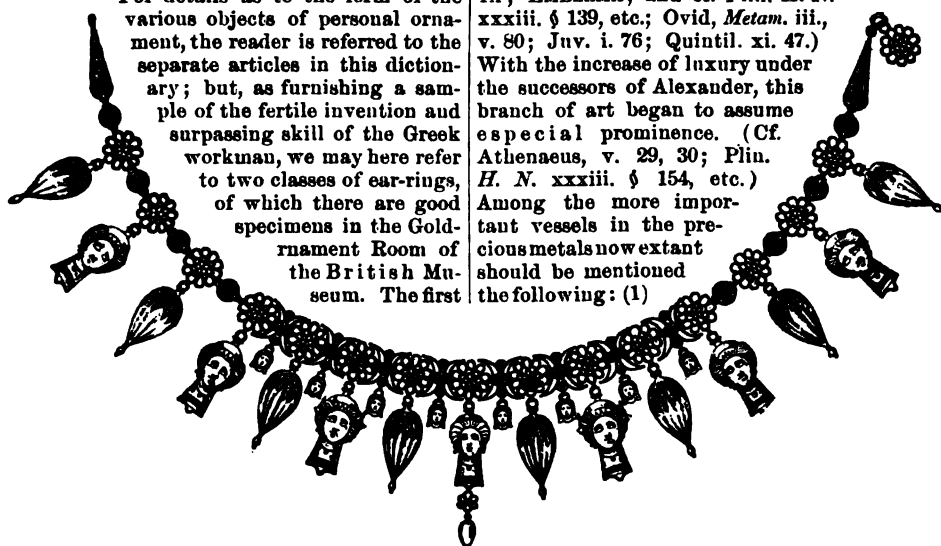 various objects of personal orna-
ment, the reader is referred to the
separate articles in this diction-
ary; but, as furnishing a sam-
ple of the fertile invention and
surpassing skill of the Greek
workman, we may here refer
to two classes of ear-rings,
of which there are good
specimens in the Gold-
rnament Room of
the British Mu-
seum. The first
xxxiii. § 139, etc.; Ovid, Metam. iii.,
v. 80; Juv. i. 76; Quintil. xi. 47.)
With the increase of luxury under
the successors of Alexander, this
branch of art began to assume
especial prominence. (Cf.
Athenaeus, v. 29, 30; Plin.
H. N. xxxiii. § 154, etc.)
Among the more impor-
tant vessels in the pre-
cious metals now extant
should be mentioned
the following: (1)